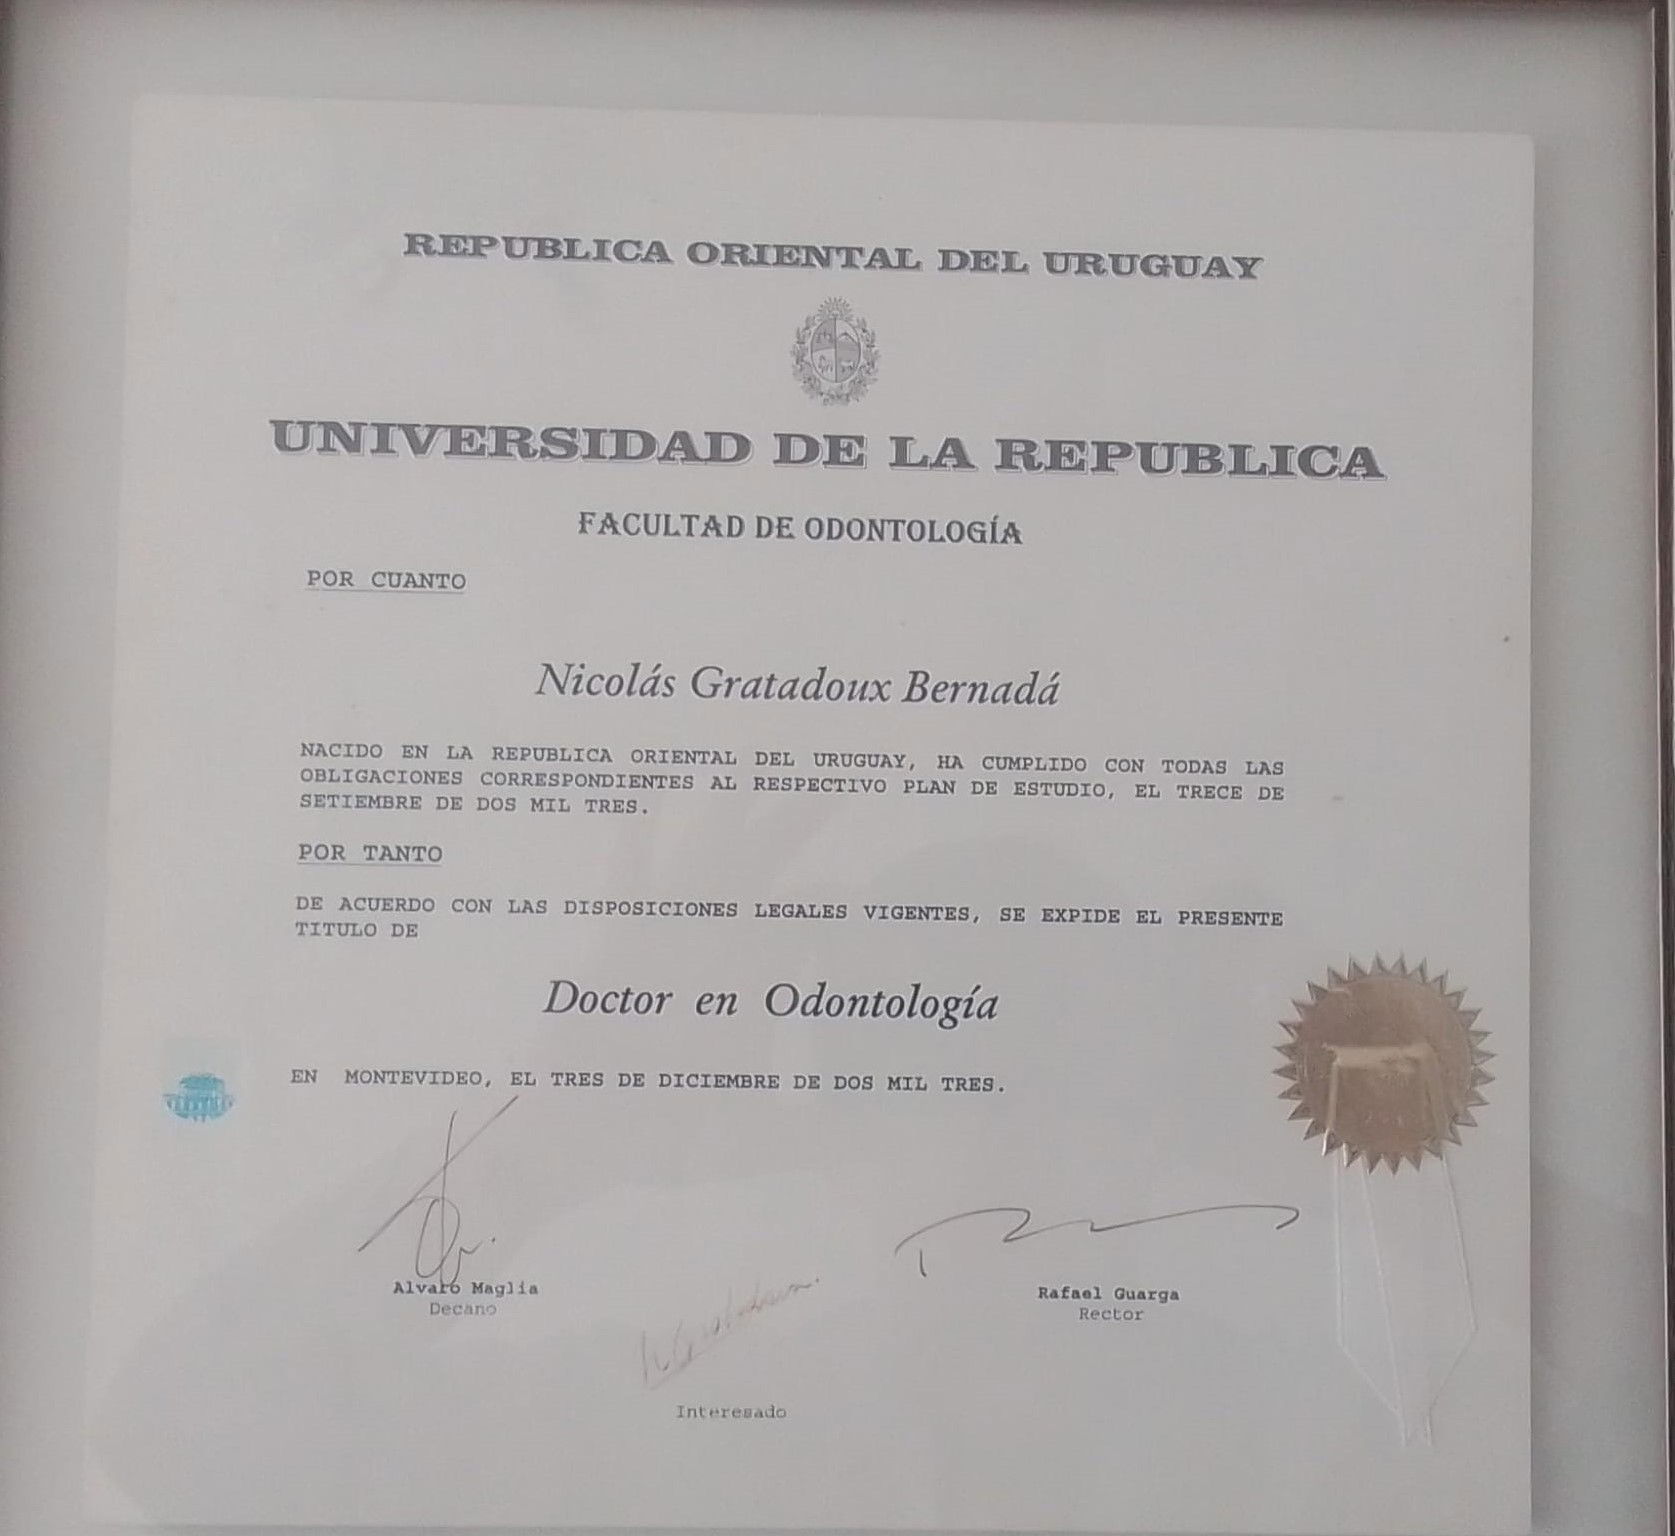 REPUBLICA ORIENTAL DEL URUGUAY
UNIVERSIDAD DE LA REPUBLICA
FACULTAD DE ODONTOLOGÍA
POR CUANTO
Nicolás Gratadoux Bernadá
NACIDO EN LA REPUBLICA ORIENTAL DEL URUGUAY, HA CUMPLIDO CON TODAS LAS
OBLIGACIONES CORRESPONDIENTES AL RESPECTIVO PLAN DE ESTUDIO, EL TRECE DE
SETIEMBRE DE DOS MIL TRES.
POR TANTO
DE ACUERDO CON LAS DISPOSICIONES LEGALES VIGENTES, SE EXPIDE EL PRESENTE
TITULO DE
Doctor en Odontología
EN MONTEVIDEO, EL TRES DE DICIEMBRE DE DOS MIL TRES.
Alvaro Maglia
Decano
Rafael Guarga
Rector
Interesado